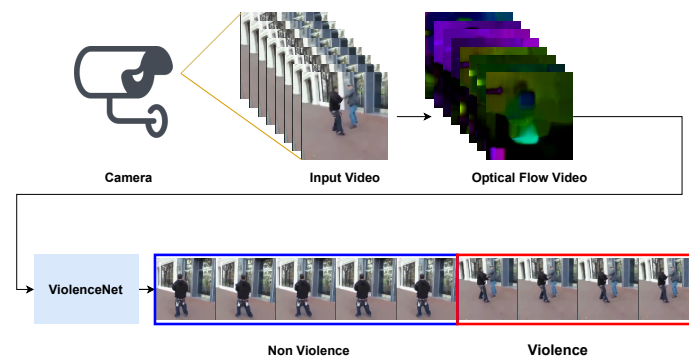 Camera
Input Video
Optical Flow Video
ViolenceNet
Non Violence
Violence